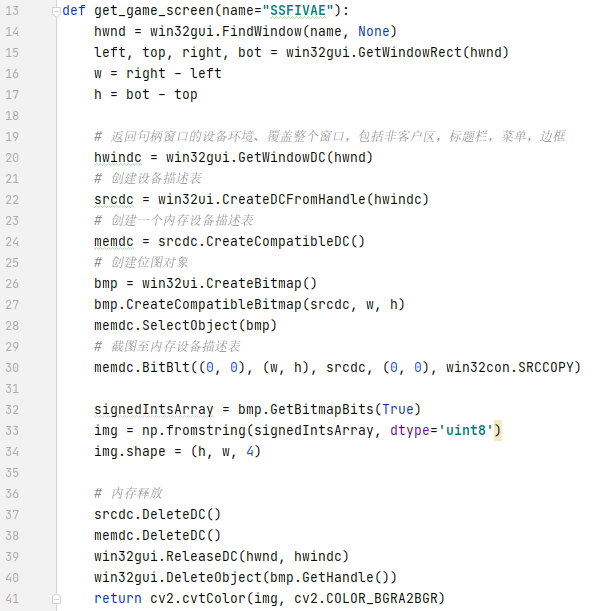 13 def get_game_screen(name="SSFIVAE"):
14     hwnd = win32gui.FindWindow(name, None)
15     left, top, right, bot = win32gui.GetWindowRect(hwnd)
16     w = right - left
17     h = bot - top
18
19     # 返回句柄窗口的设备环境、覆盖整个窗口，包括非客户区，标题栏，菜单，边框
20     hwindc = win32gui.GetWindowDC(hwnd)
21     # 创建设备描述表
22     srcdc = win32ui.CreateDCFromHandle(hwindc)
23     # 创建一个内存设备描述表
24     memdc = srcdc.CreateCompatibleDC()
25     # 创建位图对象
26     bmp = win32ui.CreateBitmap()
27     bmp.CreateCompatibleBitmap(srcdc, w, h)
28     memdc.SelectObject(bmp)
29     # 截图至内存设备描述表
30     memdc.BitBlt((0, 0), (w, h), srcdc, (0, 0), win32con.SRCCOPY)
31
32     signedIntsArray = bmp.GetBitmapBits(True)
33     img = np.fromstring(signedIntsArray, dtype='uint8')
34     img.shape = (h, w, 4)
35
36     # 内存释放
37     srcdc.DeleteDC()
38     memdc.DeleteDC()
39     win32gui.ReleaseDC(hwnd, hwindc)
40     win32gui.DeleteObject(bmp.GetHandle())
41     return cv2.cvtColor(img, cv2.COLOR_BGRA2BGR)